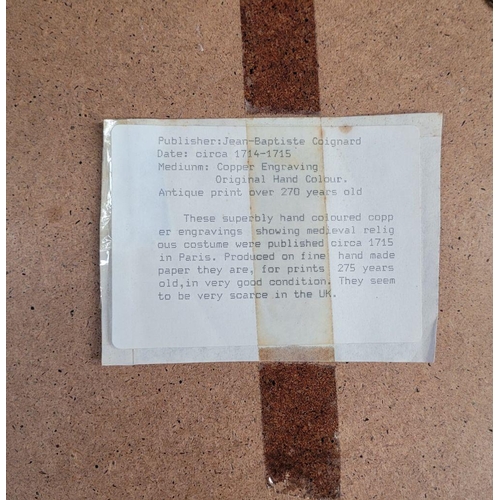 Publisher:Jean-Baptiste Coignard
Date: circa 1714-1715
Mediunm: Copper Engraving
Original Hand Colour.
Antique print over 270 years old
These superbly hand coloured copp
er engravings showing medieval relig
ous costume were published circa 1715
in Paris. Produced on fine hand made
paper they are, for prints 275 years
old,in very good condition. They seem
to be very scarce in the UK.